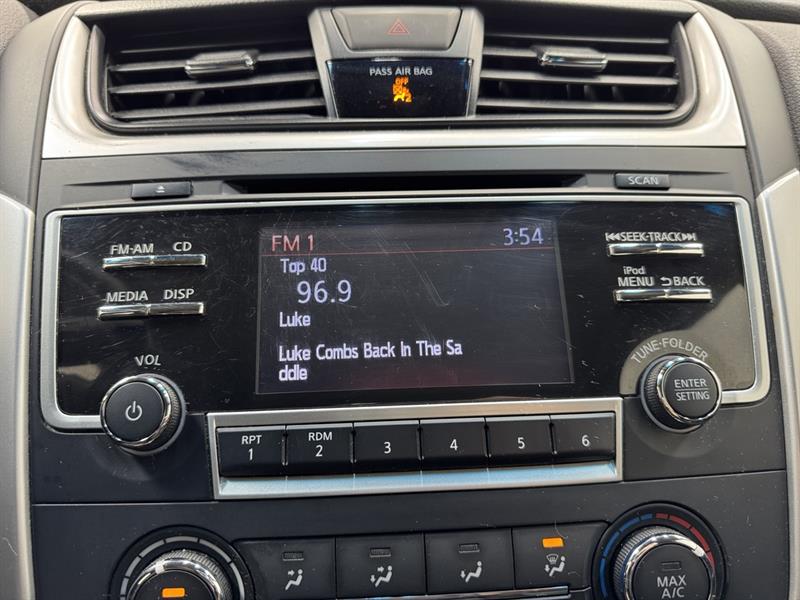 PASS AIR BAG
OFF
2
SCAN
FM·AM CD
MEDIA DISP
VOL
FM 1 3:54
Top 40
96.9
Luke
Luke Combs Back In The Sa
ddle
SEEK·TRACK
iPod
MENU BACK
TUNE·FOLDER
ENTER
SETTING
RPT RDM
1 2 3 4 5 6
MAX
A/C